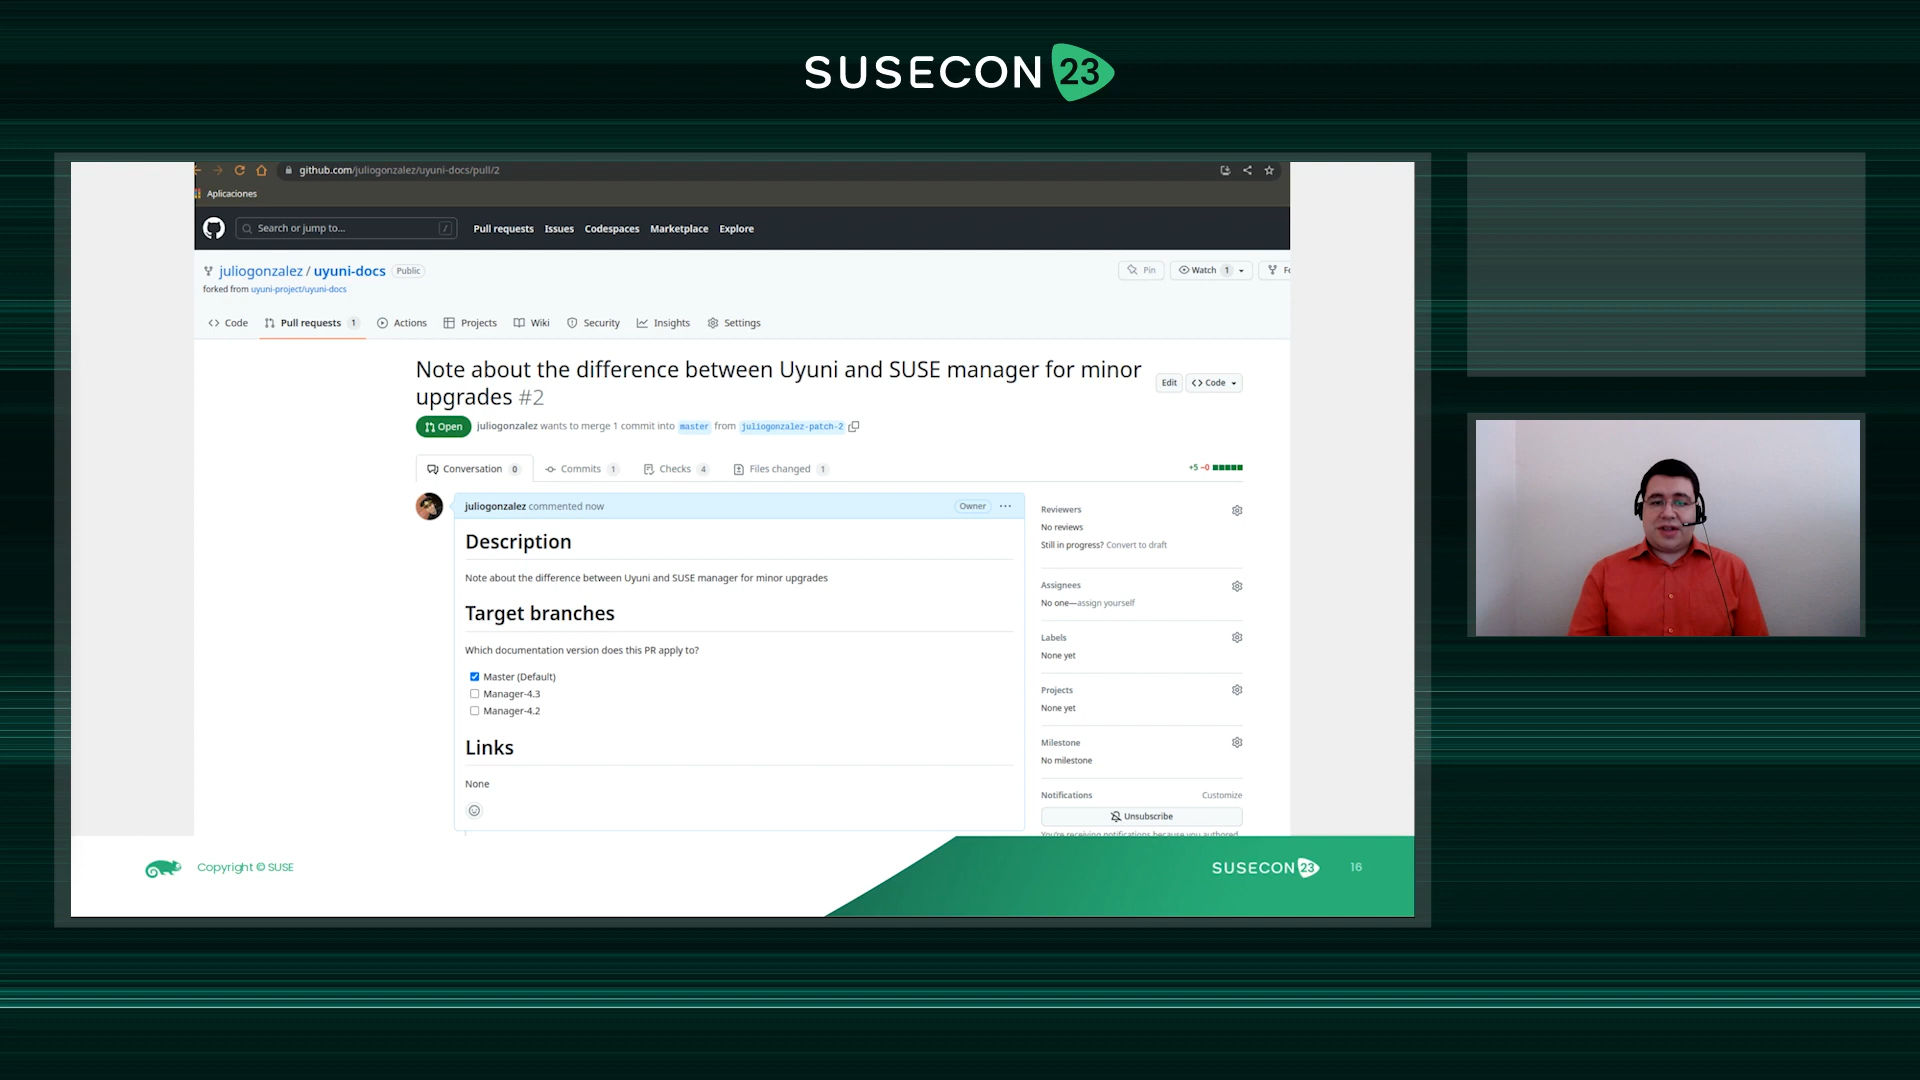 SUSECON 23
github.com/juliogonzalez/uyuni-docs/pull/2
Aplicaciones
Search or jump to... /
Pull requests Issues Codespaces Marketplace Explore
juliogonzalez / uyuni-docs Public
Pin Watch 1
forked from uyuni-project/uyuni-docs
Code Pull requests 1 Actions Projects Wiki Security Insights Settings
Note about the difference between Uyuni and SUSE manager for minor
upgrades #2
Edit Code
Open juliogonzalez wants to merge 1 commit into master from juliogonzalez-patch-2
Conversation 0 Commits 1 Checks 4 Files changed 1
+5 −0
juliogonzalez commented now Owner ...
Description
Note about the difference between Uyuni and SUSE manager for minor upgrades
Target branches
Which documentation version does this PR apply to?
Master (Default)
Manager-4.3
Manager-4.2
Links
None
Reviewers
No reviews
Still in progress? Convert to draft
Assignees
No one—assign yourself
Labels
None yet
Projects
None yet
Milestone
No milestone
Notifications Customize
Unsubscribe
You're receiving notifications because you authored
Copyright © SUSE
SUSECON 23 16